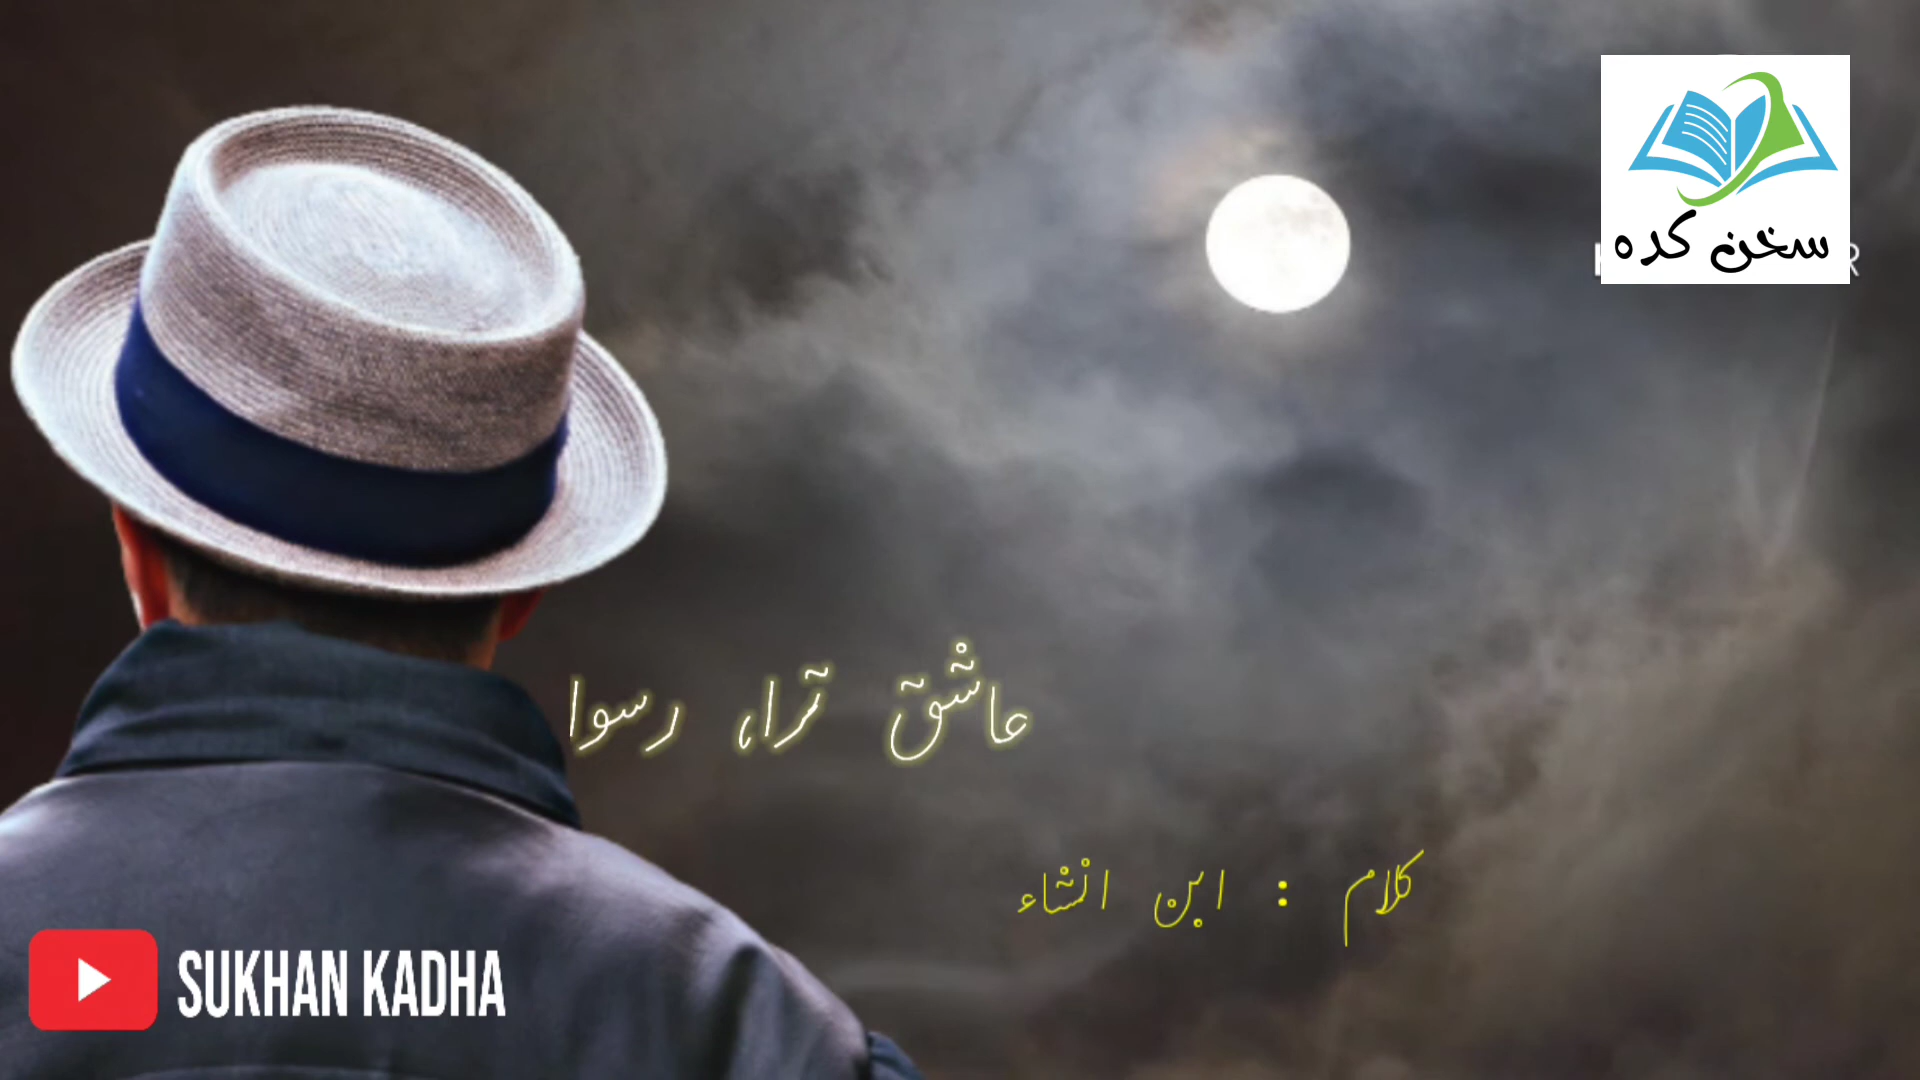 سخن کدہ
عاشق ترا، رسوا
کلام : ابن انشاء
SUKHAN KADHA